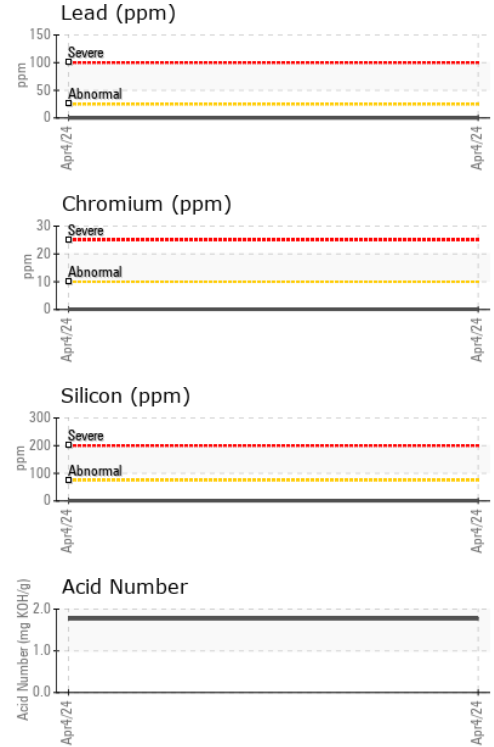 Lead (ppm)
150
100
50
0
ppm
Severe
Abnormal
Apr4/24
Apr4/24
Chromium (ppm)
30
20
10
0
ppm
Severe
Abnormal
Apr4/24
Apr4/24
Silicon (ppm)
300
200
100
0
ppm
Severe
Abnormal
Apr4/24
Apr4/24
Acid Number
2.0
1.0
0.0
Acid Number (mg KOH/g)
Apr4/24
Apr4/24